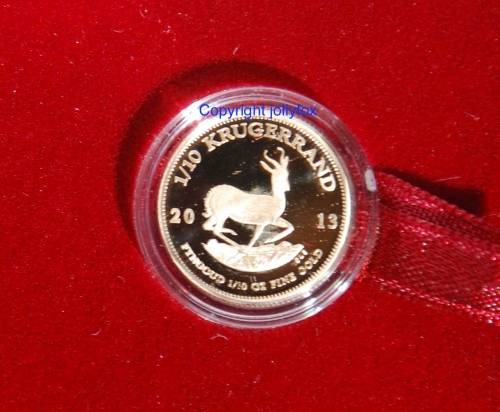 Copyright jollyfox
1/10 KRUGERRAND
20 13
FYNGOUD 1/10 OZ FINE GOLD